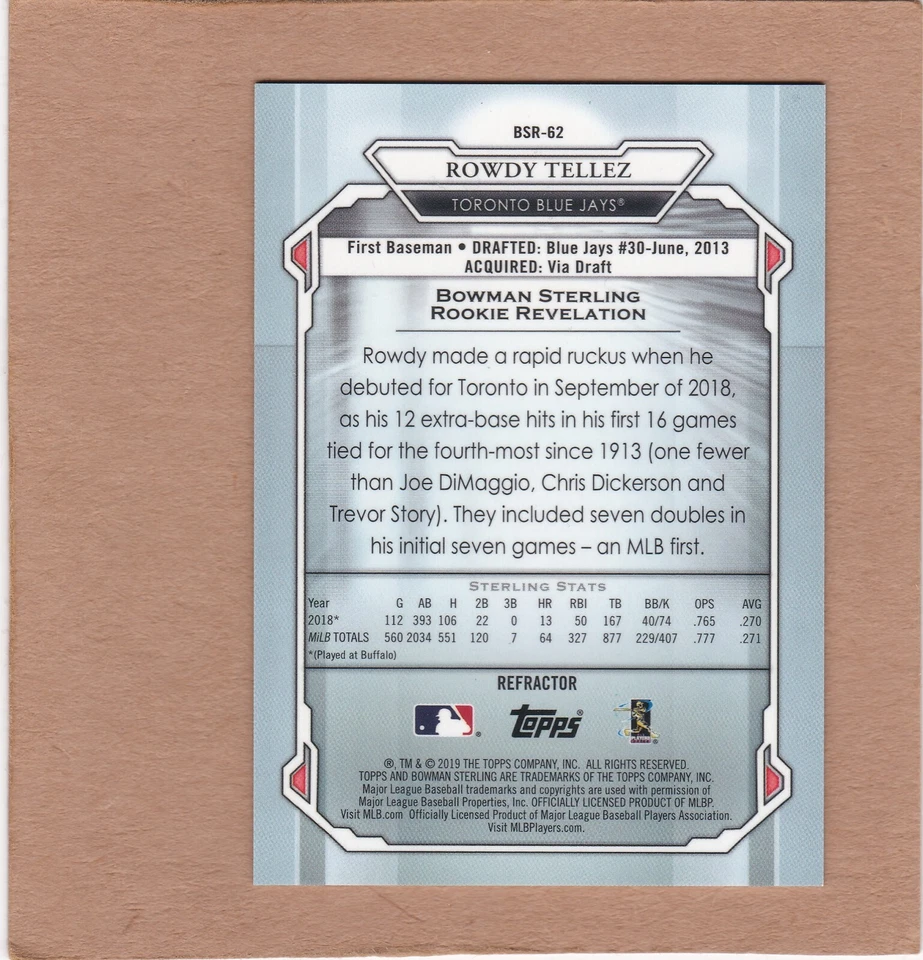 BSR-62
ROWDY TELLEZ
TORONTO BLUE JAYS®
First Baseman • DRAFTED: Blue Jays #30-June, 2013
ACQUIRED: Via Draft
BOWMAN STERLING
ROOKIE REVELATION
Rowdy made a rapid ruckus when he
debuted for Toronto in September of 2018,
as his 12 extra-base hits in his first 16 games
tied for the fourth-most since 1913 (one fewer
than Joe DiMaggio, Chris Dickerson and
Trevor Story). They included seven doubles in
his initial seven games – an MLB first.
STERLING STATS
Year G AB H 2B 3B HR RBI TB BB/K OPS AVG
2018* 112 393 106 22 0 13 50 167 40/74 .765 .270
MiLB TOTALS 560 2034 551 120 7 64 327 877 229/407 .777 .271
*(Played at Buffalo)
REFRACTOR
® topps® ®
®, TM & © 2019 THE TOPPS COMPANY, INC. ALL RIGHTS RESERVED.
TOPPS AND BOWMAN STERLING ARE TRADEMARKS OF THE TOPPS COMPANY, INC.
Major League Baseball trademarks and copyrights are used with permission of
Major League Baseball Properties, Inc. OFFICIALLY LICENSED PRODUCT OF MLBP.
Visit MLB.com Officially Licensed Product of Major League Baseball Players Association.
Visit MLBPlayers.com.